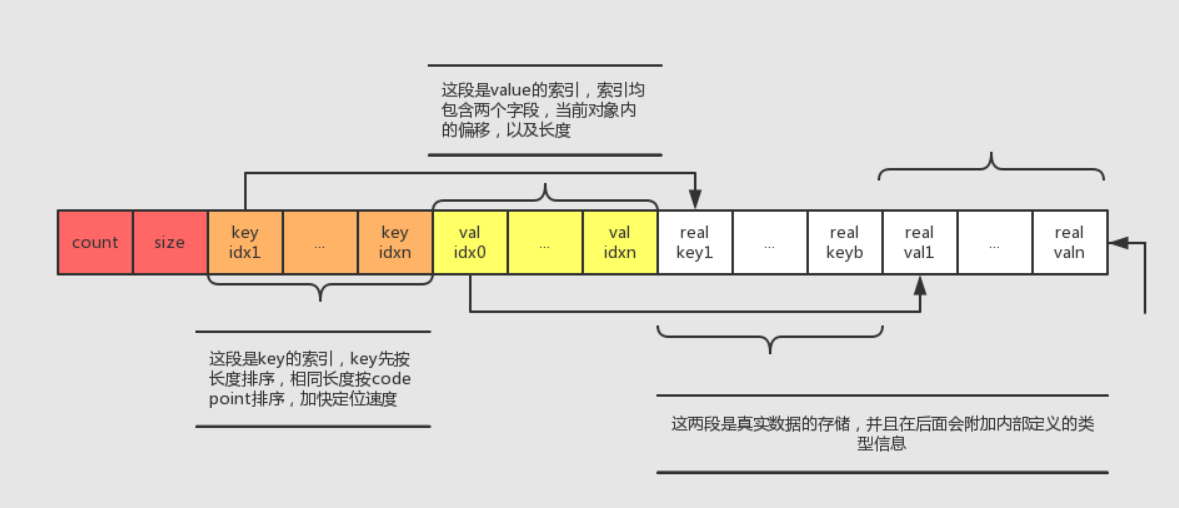 这段是value的索引，索引均
包含两个字段，当前对象内
的偏移，以及长度
count
size
key
idx1
...
key
idxn
val
idx0
...
val
idxn
real
key1
...
real
keyb
real
val1
...
real
valn
这段是key的索引，key先按
长度排序，相同长度按code
point排序，加快定位速度
这两段是真实数据的存储，并且在后面会附加内部定义的类
型信息